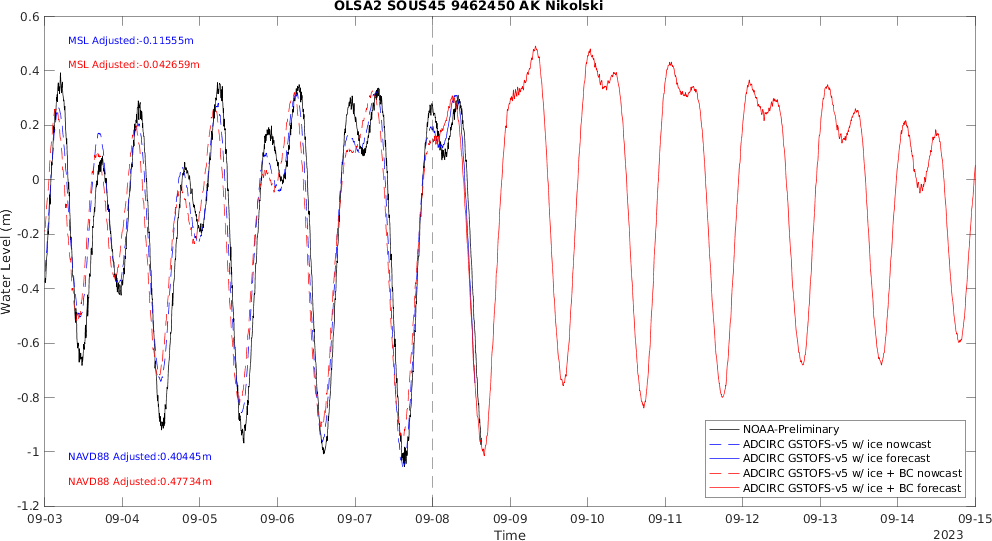 OLSA2 SOUS45 9462450 AK Nikolski
0.6
0.4
0.2
0
-0.2
-0.4
-0.6
-0.8
-1
-1.2
Water Level (m)
MSL Adjusted:-0.11555m
MSL Adjusted:-0.042659m
NAVD88 Adjusted:0.40445m
NAVD88 Adjusted:0.47734m
NOAA-Preliminary
ADCIRC GSTOFS-v5 w/ ice nowcast
ADCIRC GSTOFS-v5 w/ ice forecast
ADCIRC GSTOFS-v5 w/ ice + BC nowcast
ADCIRC GSTOFS-v5 w/ ice + BC forecast
09-03 09-04 09-05 09-06 09-07 09-08 09-09 09-10 09-11 09-12 09-13 09-14 09-15
Time
2023